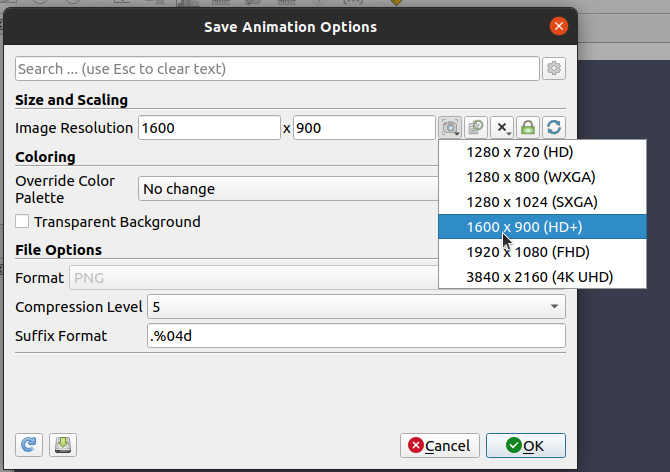 Save Animation Options
Search ... (use Esc to clear text)
Size and Scaling
Image Resolution 1600 x 900
1280 x 720 (HD)
1280 x 800 (WXGA)
1280 x 1024 (SXGA)
1600 x 900 (HD+)
1920 x 1080 (FHD)
3840 x 2160 (4K UHD)
Coloring
Override Color
Palette
No change
Transparent Background
File Options
Format PNG
Compression Level 5
Suffix Format .%04d
Cancel OK